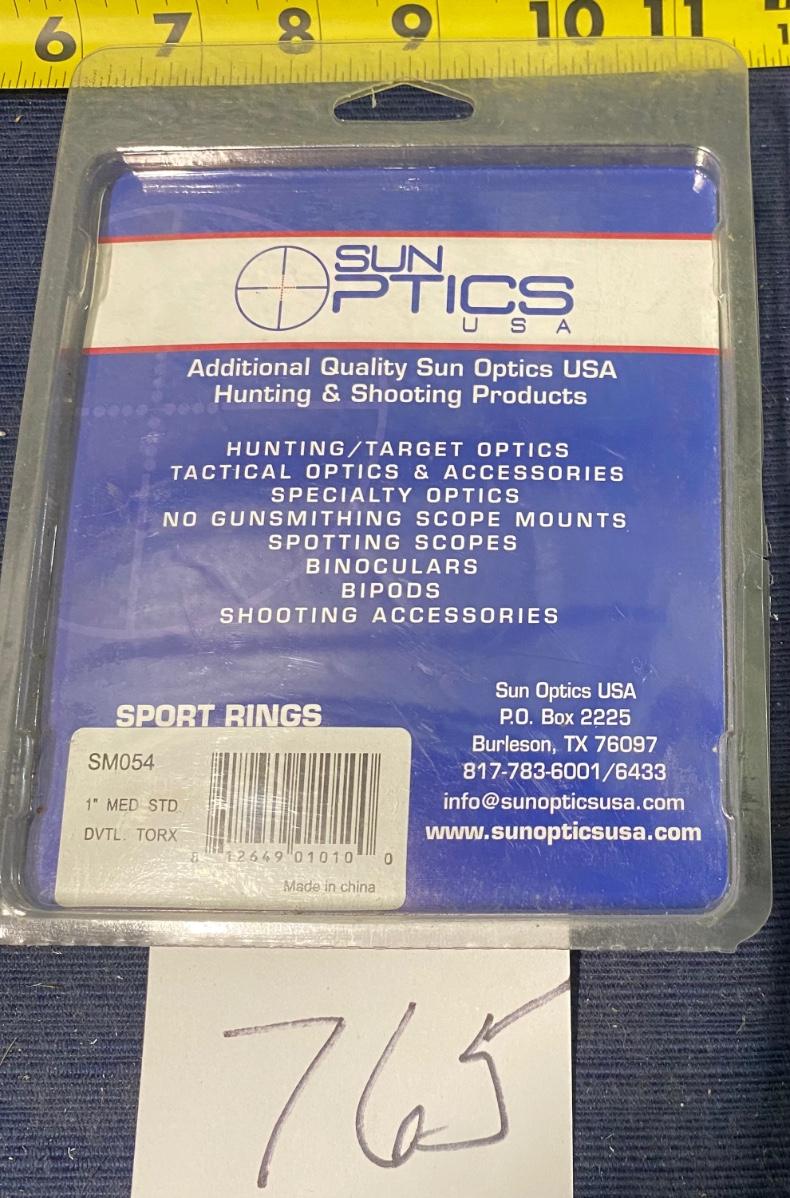 6 7 8 9 10 11
SUN
OPTICS
USA
Additional Quality Sun Optics USA
Hunting & Shooting Products
HUNTING/TARGET OPTICS
TACTICAL OPTICS & ACCESSORIES
SPECIALTY OPTICS
NO GUNSMITHING SCOPE MOUNTS
SPOTTING SCOPES
BINOCULARS
BIPODS
SHOOTING ACCESSORIES
SPORT RINGS
SM054
1" MED STD
DVTL. TORX
8 12649 01010 0
Made in china
Sun Optics USA
P.O. Box 2225
Burleson, TX 76097
817-783-6001/6433
info@sunopticsusa.com
www.sunopticsusa.com
765